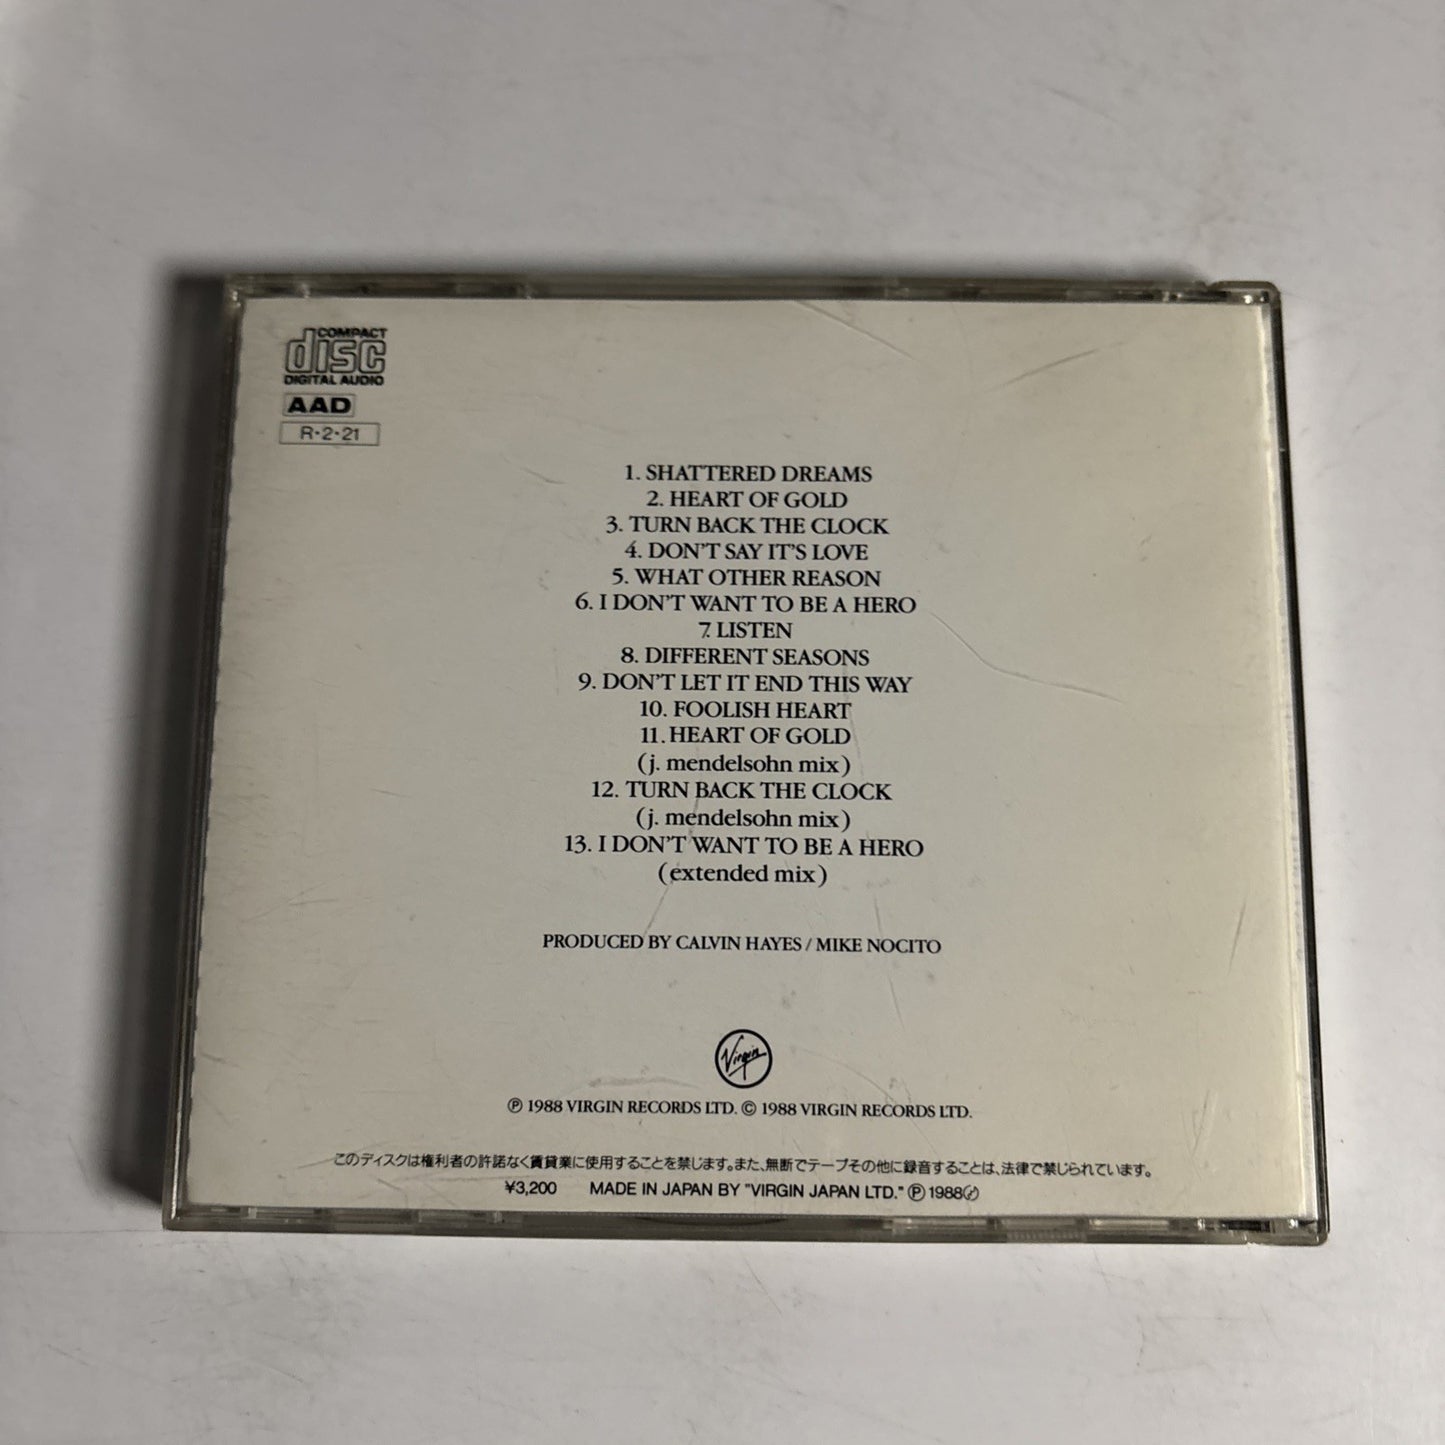 COMPACT
disc
DIGITAL AUDIO
AAD
R・2・21
1. SHATTERED DREAMS
2. HEART OF GOLD
3. TURN BACK THE CLOCK
4. DON'T SAY IT'S LOVE
5. WHAT OTHER REASON
6. I DON'T WANT TO BE A HERO
7. LISTEN
8. DIFFERENT SEASONS
9. DON'T LET IT END THIS WAY
10. FOOLISH HEART
11. HEART OF GOLD
(j. mendelsohn mix)
12. TURN BACK THE CLOCK
(j. mendelsohn mix)
13. I DON'T WANT TO BE A HERO
(extended mix)
PRODUCED BY CALVIN HAYES / MIKE NOCITO
Virgin
℗ 1988 VIRGIN RECORDS LTD. © 1988 VIRGIN RECORDS LTD.
このディスクは権利者の許諾なく賃貸業に使用することを禁じます。また、無断でテープその他に録音することは、法律で禁じられています。
¥3,200 MADE IN JAPAN BY "VIRGIN JAPAN LTD." ℗ 1988